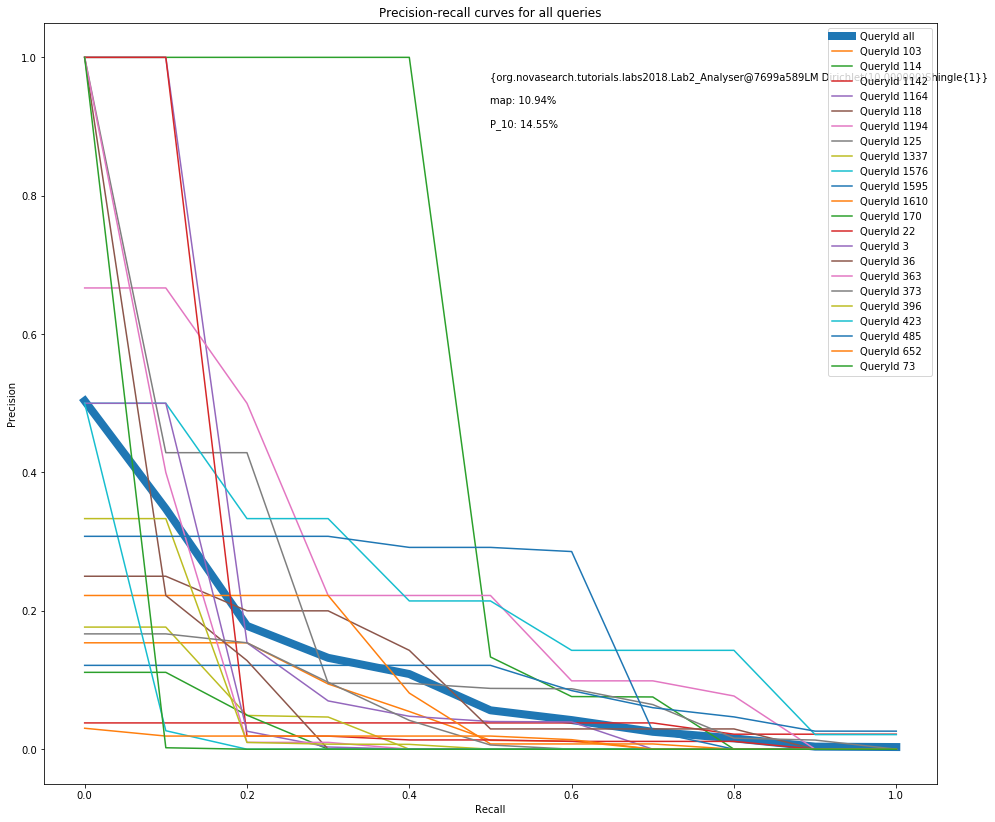 Precision-recall curves for all queries
{org.novasearch.tutorials.labs2018.Lab2_Analyser@7699a589LM
hingle{1}}
map: 10.94%
P_10: 14.55%
QueryId all
QueryId 103
QueryId 114
QueryId 1142
QueryId 1164
QueryId 118
QueryId 1194
QueryId 125
QueryId 1337
QueryId 1576
QueryId 1595
QueryId 1610
QueryId 170
QueryId 22
QueryId 3
QueryId 36
QueryId 363
QueryId 373
QueryId 396
QueryId 423
QueryId 485
QueryId 652
QueryId 73
Precision
1.0
0.8
0.6
0.4
0.2
0.0
0.0 0.2 0.4 0.6 0.8 1.0
Recall